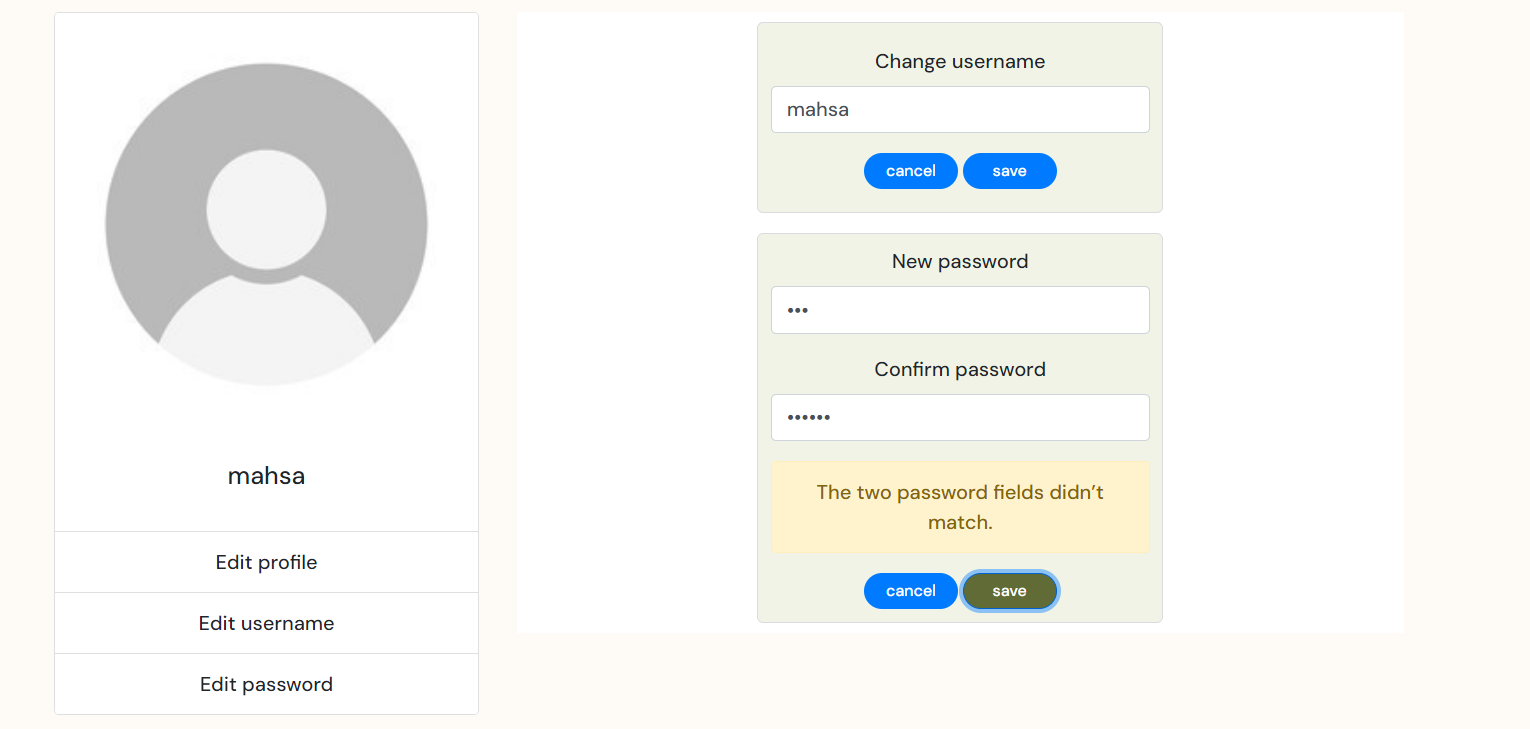 mahsa
Edit profile
Edit username
Edit password
Change username
mahsa
cancel save
New password
•••
Confirm password
••••••
The two password fields didn’t
match.
cancel save